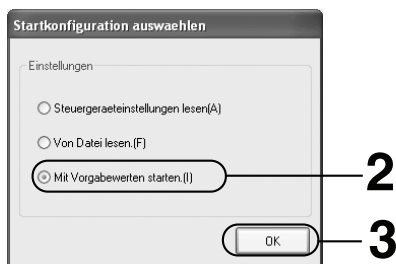 Startkonfiguration auswaehlen
Einstellungen
Steuergeraeteinstellungen lesen(A)
Von Datei lesen.(F)
Mit Vorgabewerten starten.(I)
2
OK
3